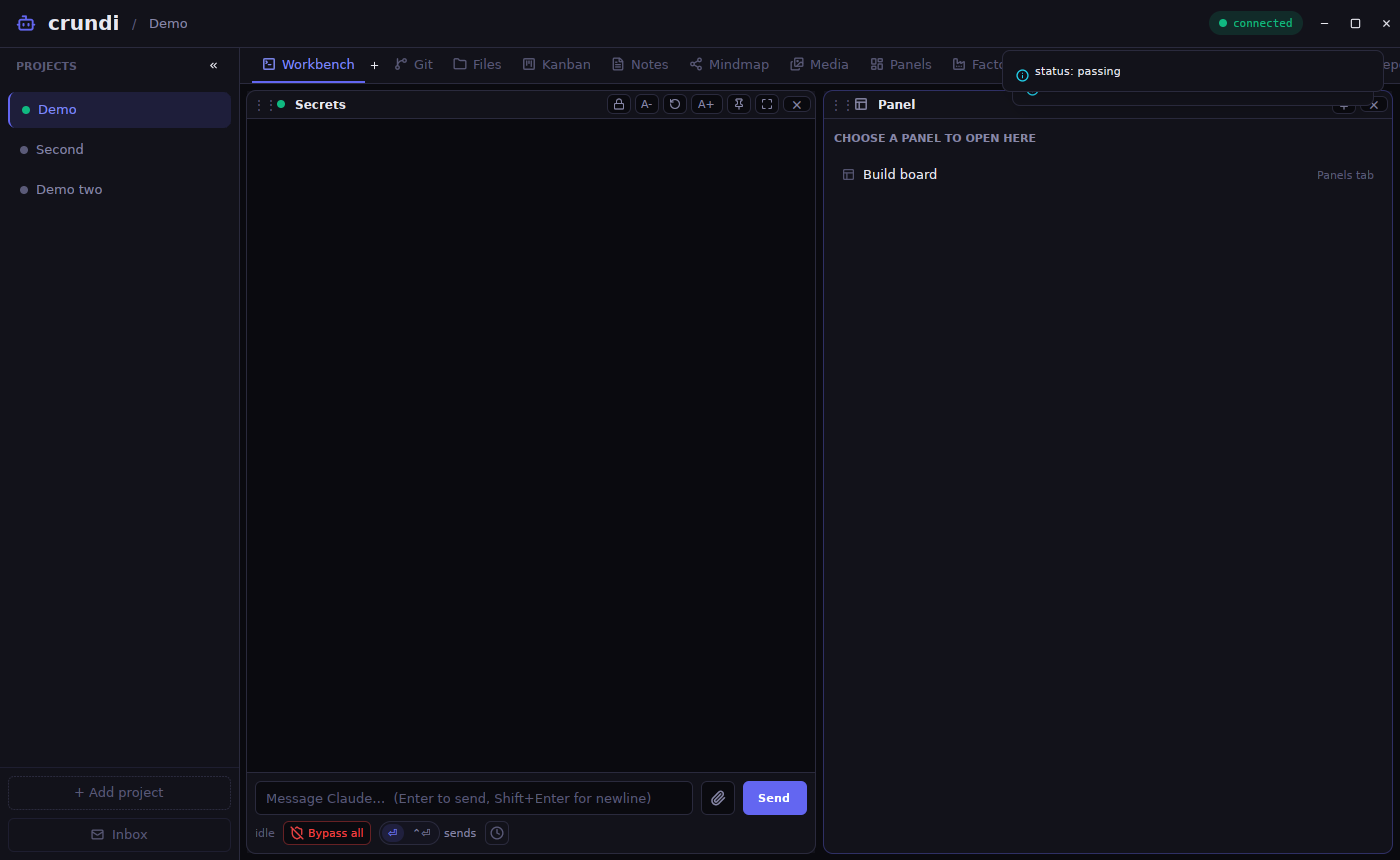 crundi / Demo
connected
PROJECTS «
Demo
Second
Demo two
+ Add project
Inbox
Workbench + Git Files Kanban Notes Mindmap Media Panels
status: passing
Secrets
A- A+
Panel
CHOOSE A PANEL TO OPEN HERE
Build board Panels tab
Message Claude… (Enter to send, Shift+Enter for newline)
Send
idle Bypass all ⏎ ⌃⏎ sends